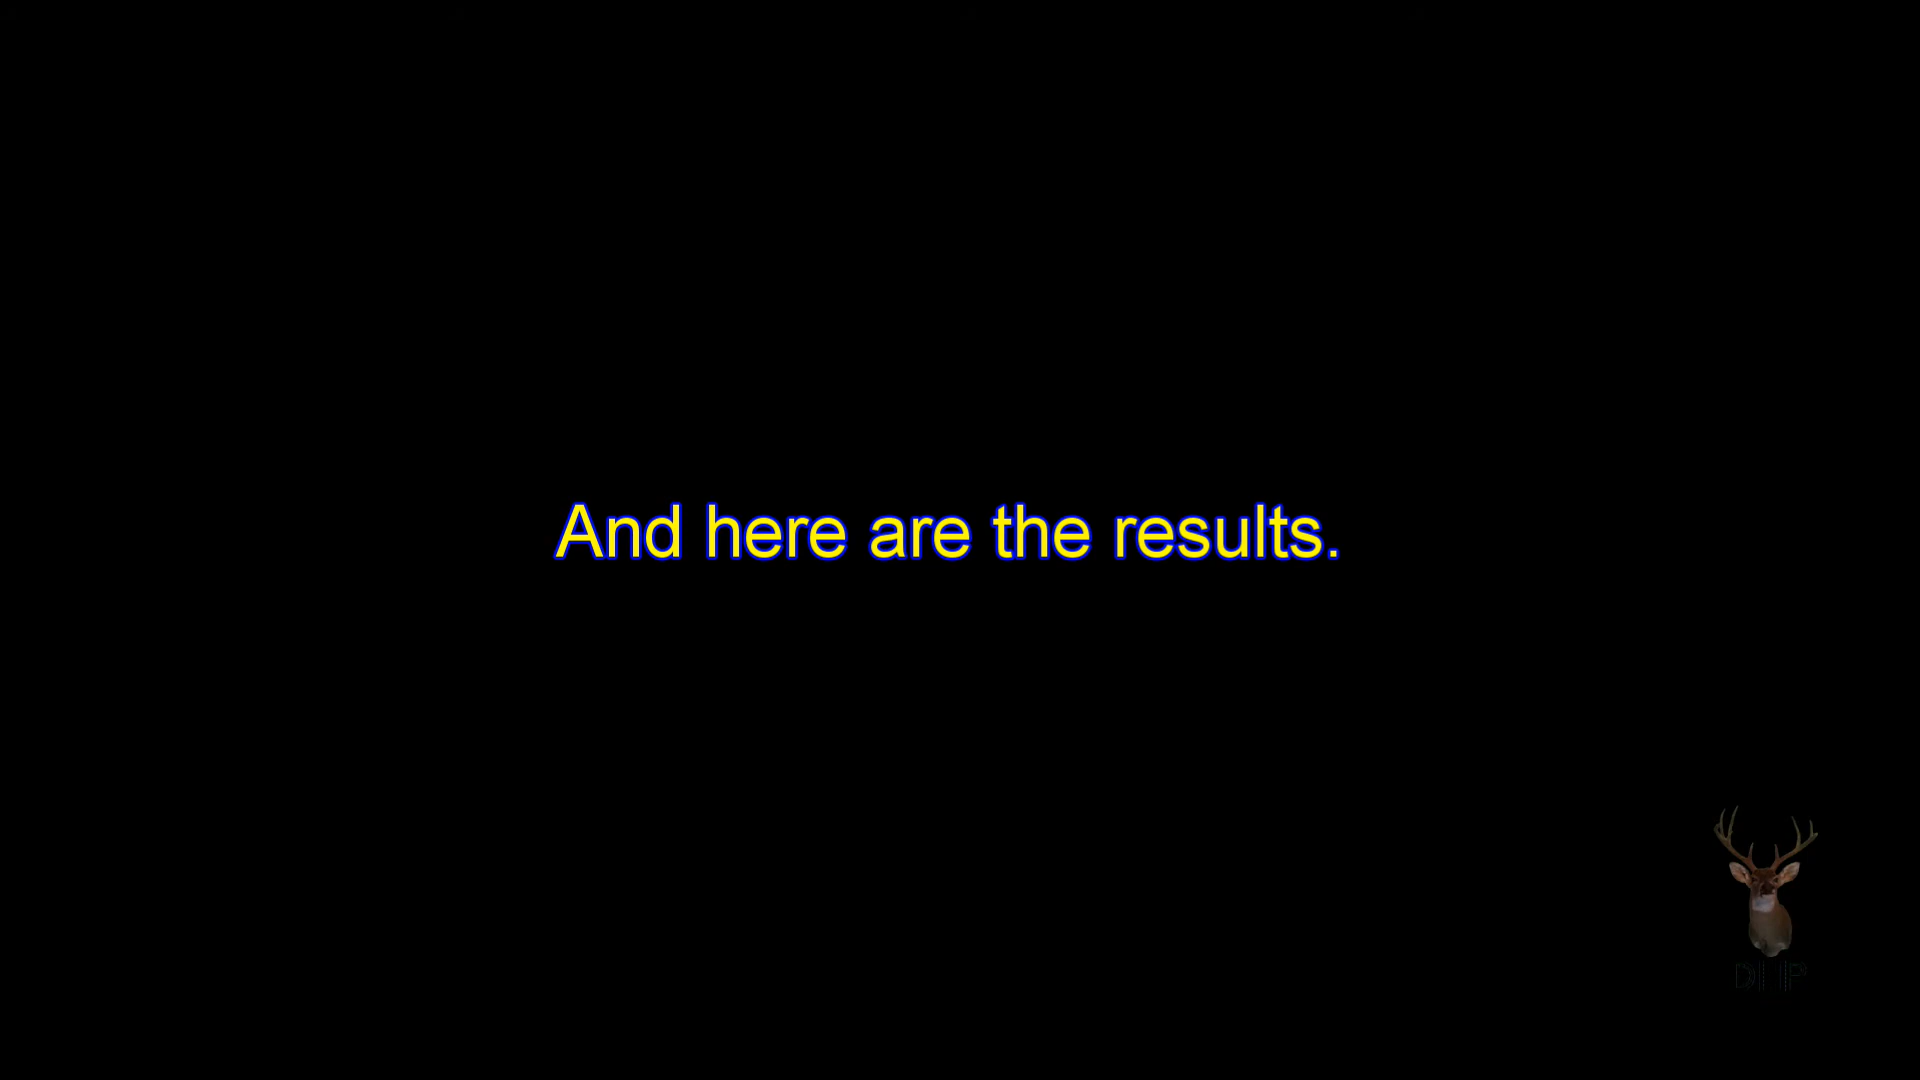 And here are the results.